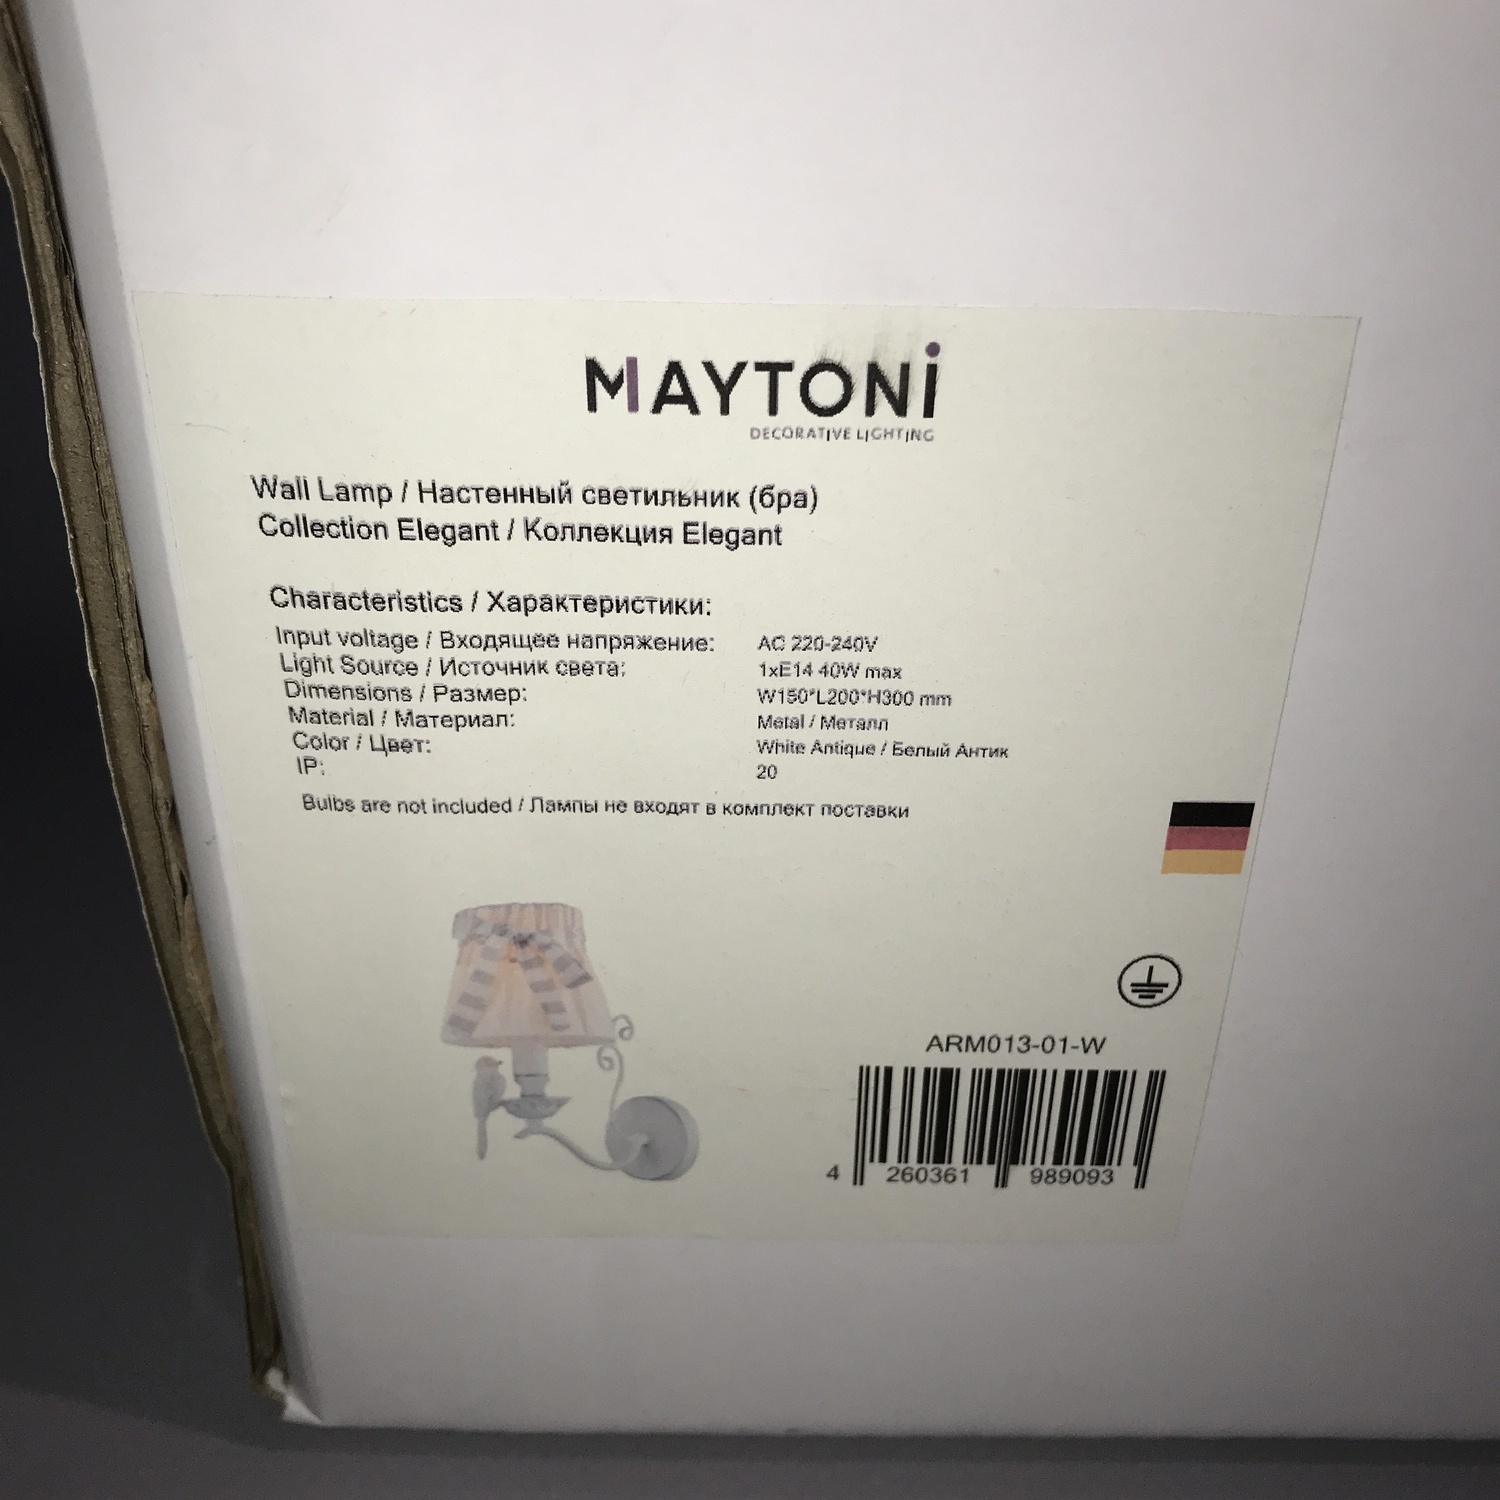 MAYTONi
DECORATIVE LIGHTING
Wall Lamp / Настенный светильник (бра)
Collection Elegant / Коллекция Elegant
Characteristics / Характеристики:
Input voltage / Входящее напряжение: AC 220-240V
Light Source / Источник света: 1xE14 40W max
Dimensions / Размер: W150*L200*H300 mm
Material / Материал: Metal / Металл
Color / Цвет: White Antique / Белый Антик
IP: 20
Bulbs are not included / Лампы не входят в комплект поставки
ARM013-01-W
4 260361 989093